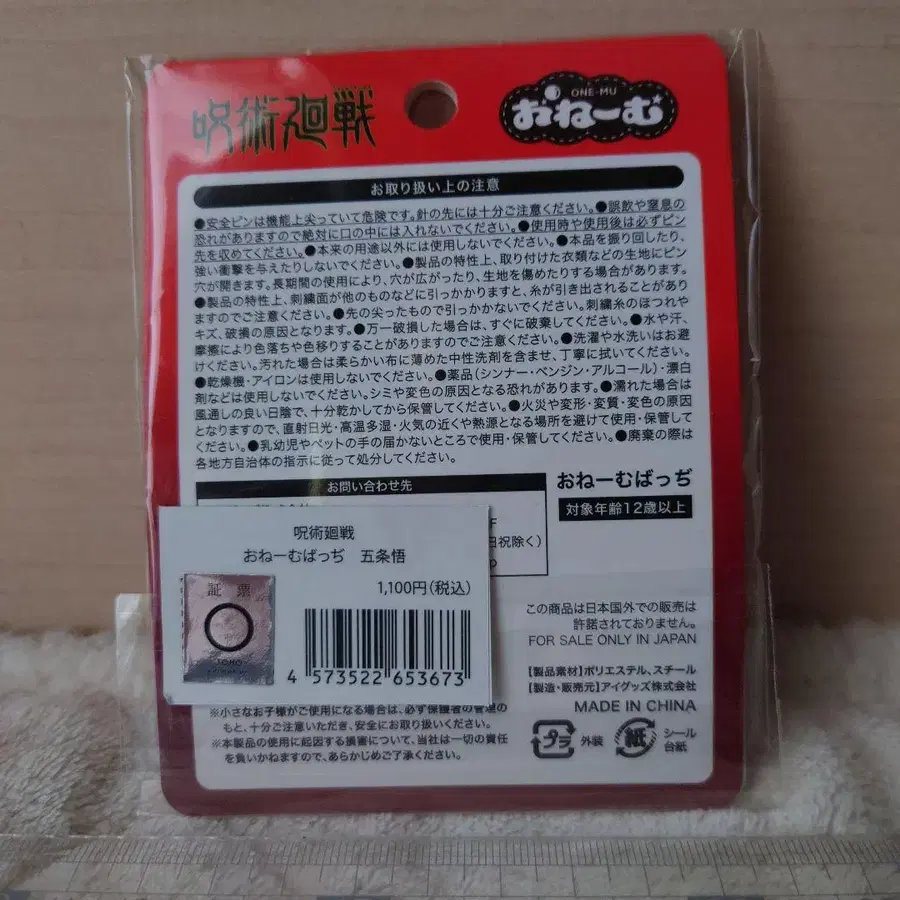 呪術廻戦
ONE-MU
おねーむ
お取り扱い上の注意
●安全ピンは機能上尖っていて危険です。針の先には十分ご注意ください。●誤飲や窒息の
恐れがありますので絶対に口の中には入れないでください。●使用時や使用後は必ずピン
先を収めてください。●本来の用途以外には使用しないでください。●本品を振り回したり、
強い衝撃を与えたりしないでください。●製品の特性上、取り付けた衣類などの生地にピン
穴が開きます。長期間の使用により、穴が広がったり、生地を傷めたりする場合があります。
●製品の特性上、刺繍面が他のものなどに引っかかりますと、糸が引き出されることがあり
ますのでご注意ください。●先の尖ったもので引っかかないでください。刺繍糸のほつれや
キズ、破損の原因となります。●万一破損した場合は、すぐに破棄してください。●水や汗、
摩擦により色落ちや色移りすることがありますのでご注意ください。●洗濯や水洗いはお避
けください。汚れた場合は柔らかい布に薄めた中性洗剤を含ませ、丁寧に拭いてください。
●乾燥機・アイロンは使用しないでください。●薬品(シンナー・ベンジン・アルコール)・漂白
剤などは使用しないでください。シミや変色の原因となる恐れがあります。●濡れた場合は
風通しの良い日陰で、十分乾かしてから保管してください。●火災や変形・変質・変色の原因
となりますので、直射日光・高温多湿・火気の近くや熱源となる場所を避けて使用・保管して
ください。●乳幼児やペットの手の届かないところで使用・保管してください。●廃棄の際は
各地方自治体の指示に従って処分してください。
お問い合わせ先
F
日祝除く)
p
おねーむばっぢ
対象年齢12歳以上
呪術廻戦
おねーむばっぢ 五条悟
1,100円(税込)
証票
TOHO
4 573522 653673
この商品は日本国外での販売は
許諾されておりません。
FOR SALE ONLY IN JAPAN
【製品素材】ポリエステル、スチール
【製造・販売元】アイグッズ株式会社
MADE IN CHINA
※小さなお子様がご使用になる場合は、必ず保護者の管理の
もと、十分ご注意いただき、安全にお取り扱いください。
※本製品の使用に起因する損害について、当社は一切の責任
を負いかねますので、あらかじめご了承ください。
プラ
外装
紙
シール
台紙